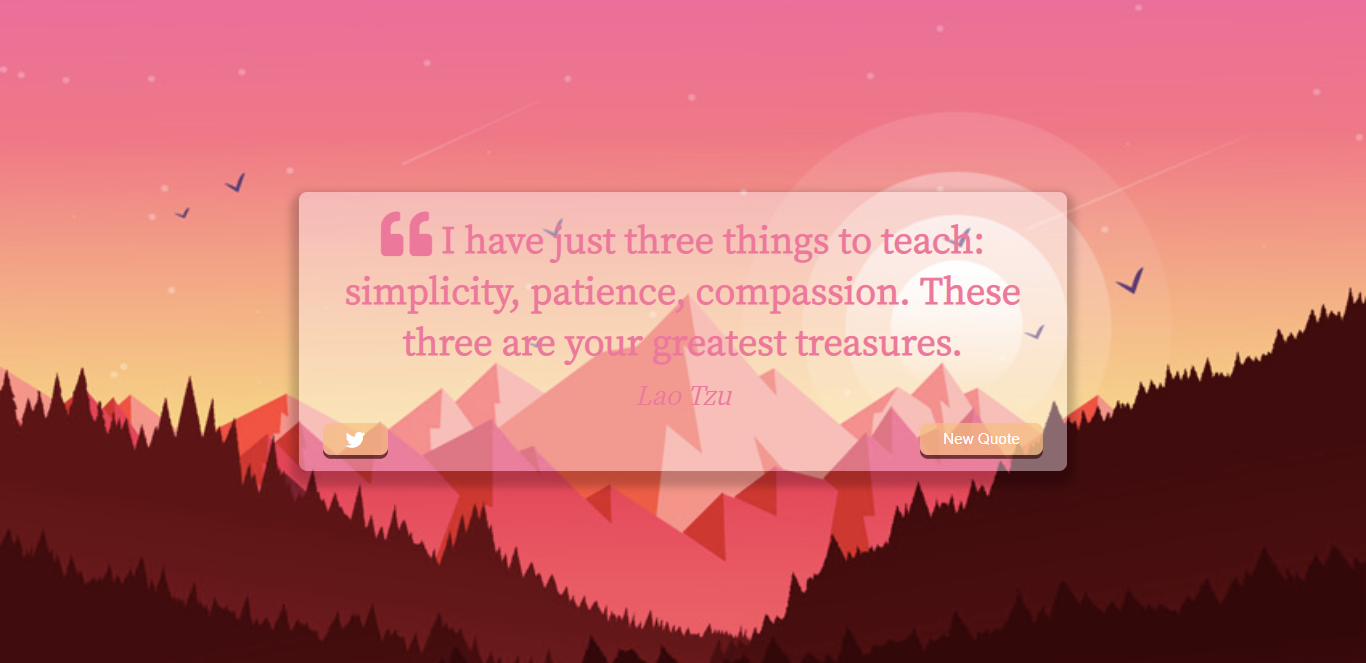 “ I have just three things to teach:
simplicity, patience, compassion. These
three are your greatest treasures.
Lao Tzu
New Quote